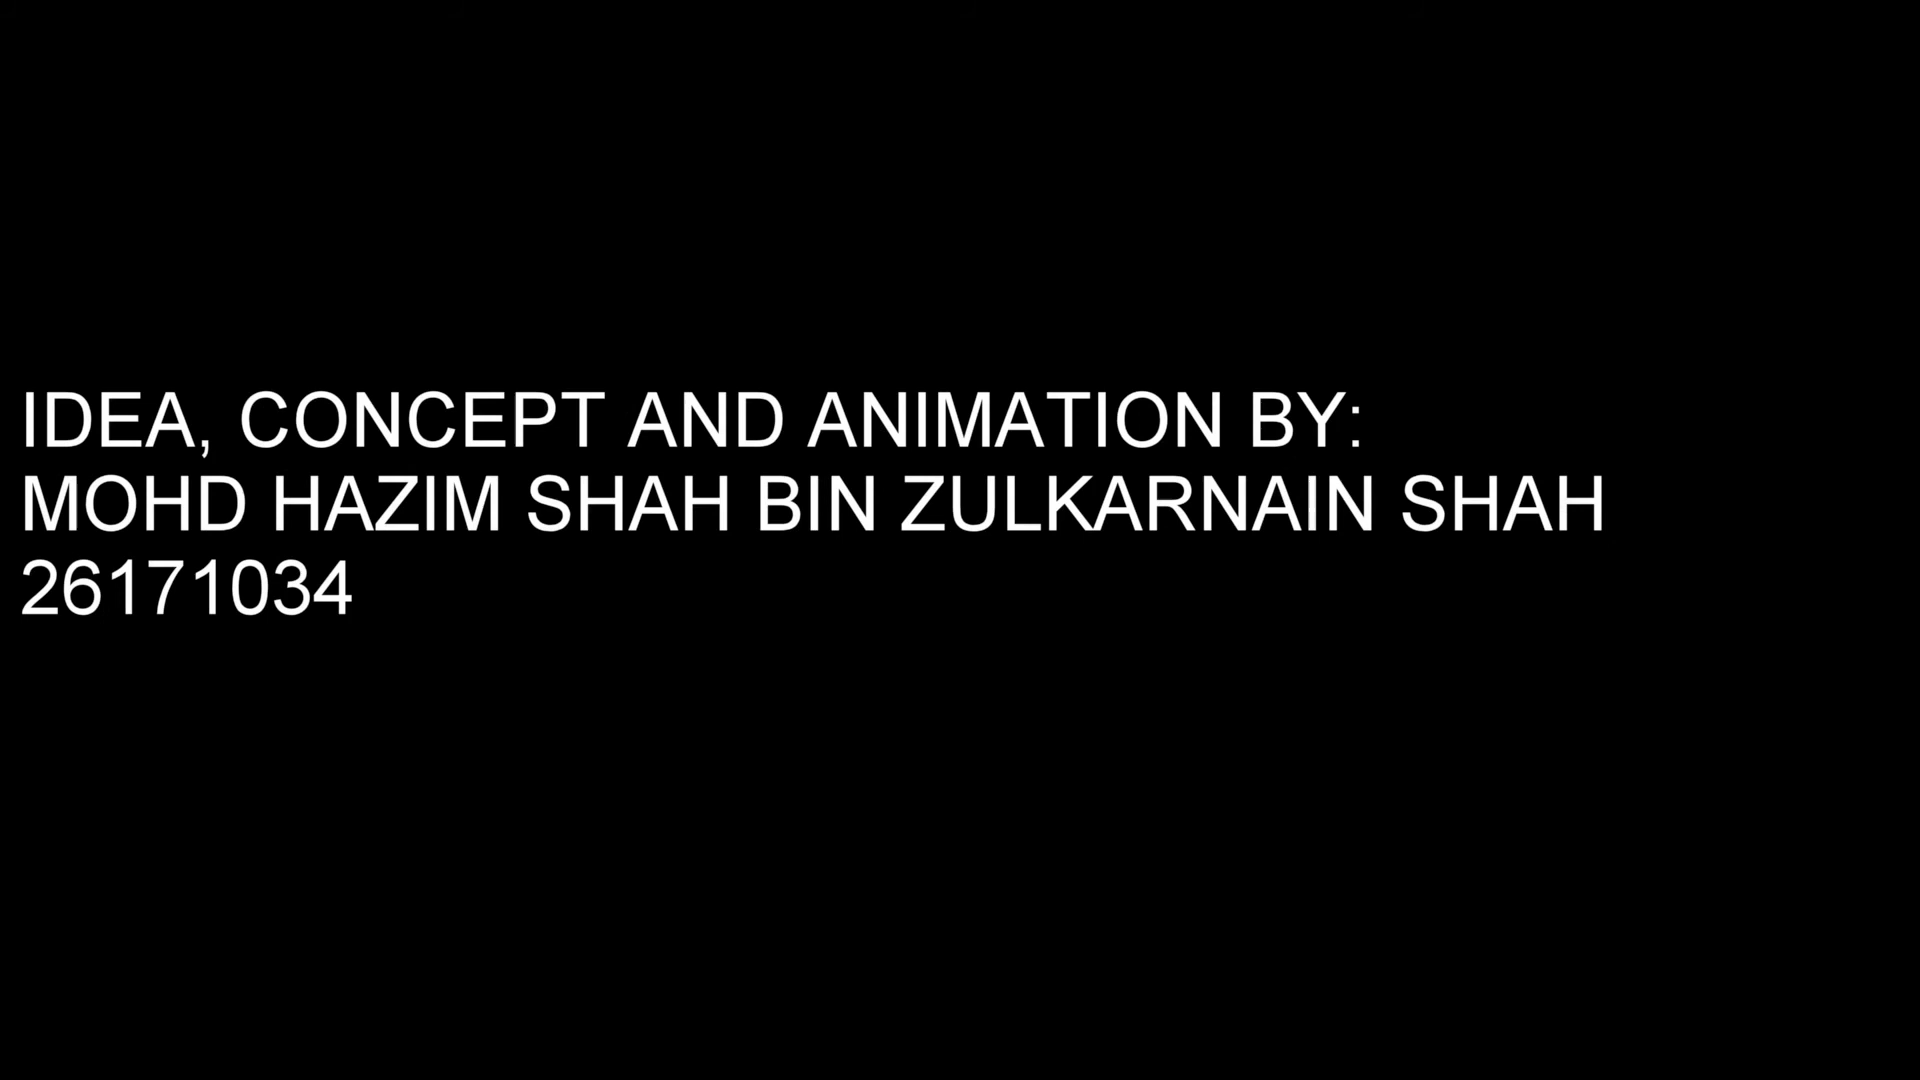 IDEA, CONCEPT AND ANIMATION BY:
MOHD HAZIM SHAH BIN ZULKARNAIN SHAH
26171034